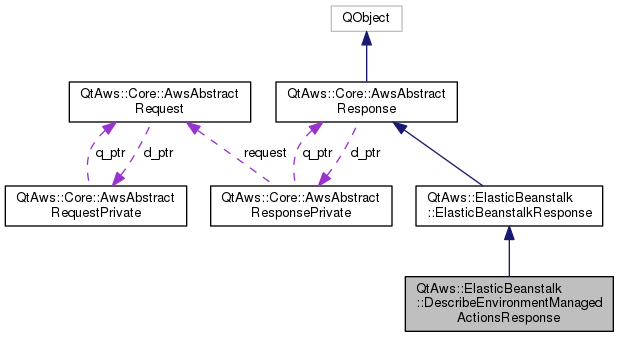 QObject
QtAws::Core::AwsAbstract
Request
QtAws::Core::AwsAbstract
Response
q_ptr
d_ptr
request
q_ptr
d_ptr
QtAws::Core::AwsAbstract
RequestPrivate
QtAws::Core::AwsAbstract
ResponsePrivate
QtAws::ElasticBeanstalk
::ElasticBeanstalkResponse
QtAws::ElasticBeanstalk
::DescribeEnvironmentManaged
ActionsResponse